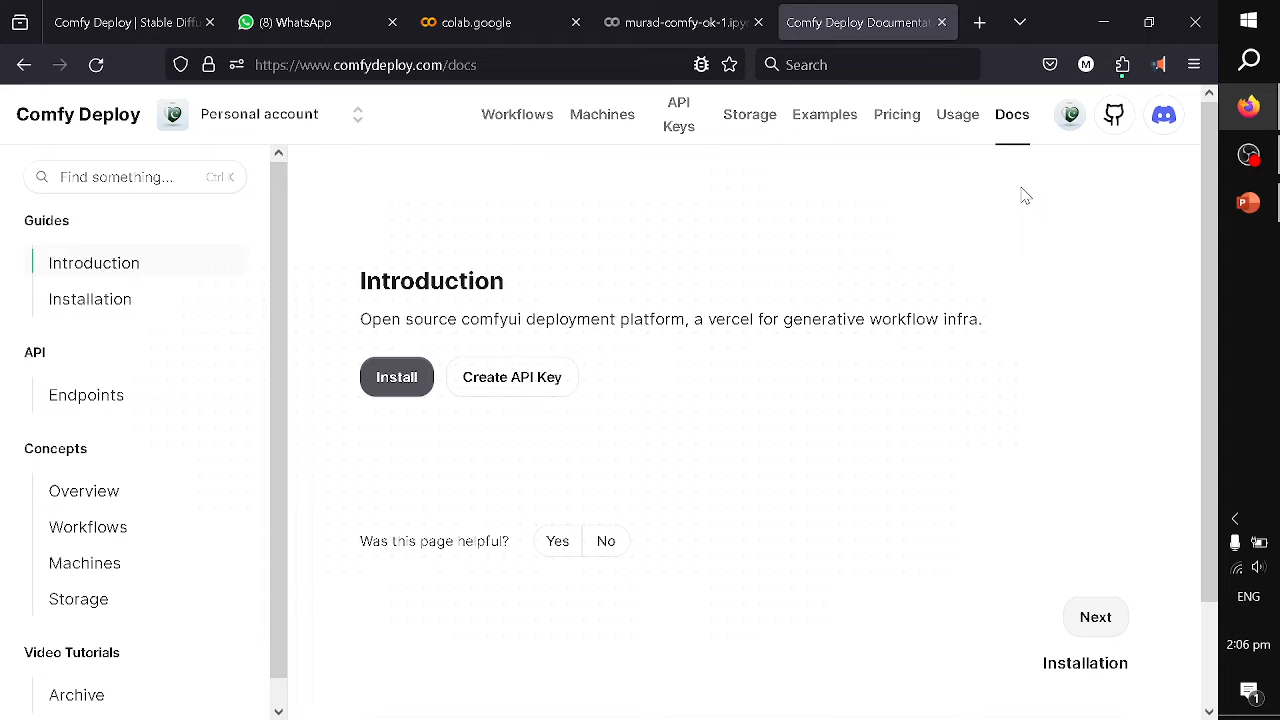 Comfy Deploy | Stable Diffu
(8) WhatsApp
colab.google
murad-comfy-ok-1.ipyn
Comfy Deploy Documentat
https://www.comfydeploy.com/docs
Search
M
Comfy Deploy
Personal account
Workflows
Machines
API
Keys
Storage
Examples
Pricing
Usage
Docs
Find something...
Ctrl K
Guides
Introduction
Installation
API
Endpoints
Concepts
Overview
Workflows
Machines
Storage
Video Tutorials
Archive
Introduction
Open source comfyui deployment platform, a vercel for generative workflow infra.
Install
Create API Key
Was this page helpful?
Yes
No
Next
Installation
P
ENG
2:06 pm
1